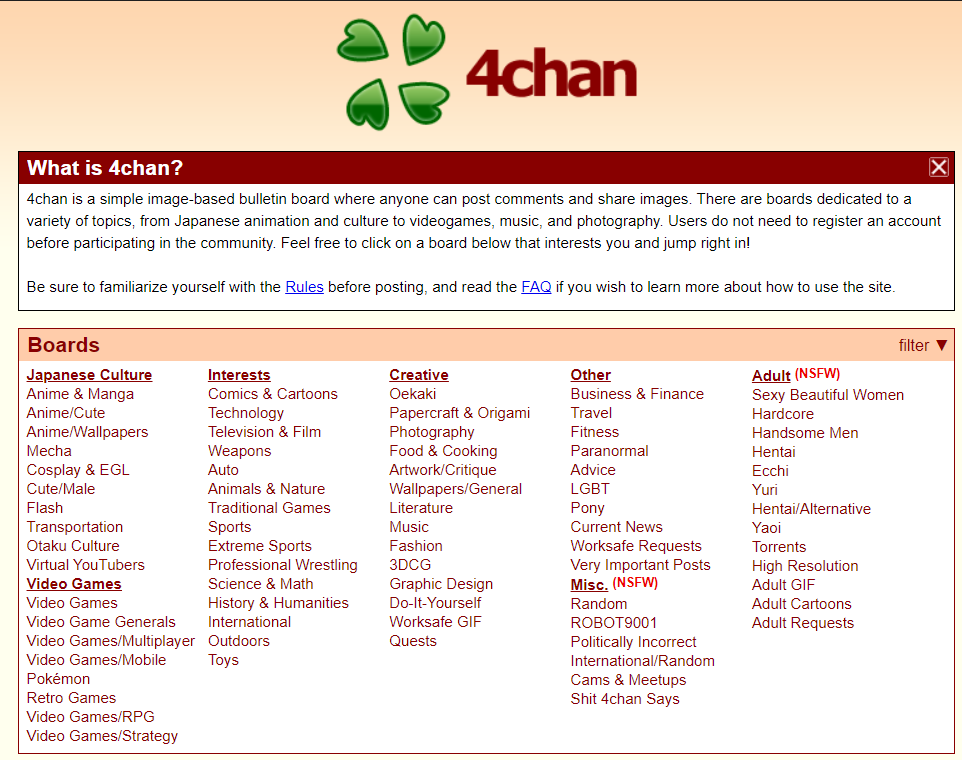 4chan
What is 4chan?
4chan is a simple image-based bulletin board where anyone can post comments and share images. There are boards dedicated to a
variety of topics, from Japanese animation and culture to videogames, music, and photography. Users do not need to register an account
before participating in the community. Feel free to click on a board below that interests you and jump right in!
Be sure to familiarize yourself with the Rules before posting, and read the FAQ if you wish to learn more about how to use the site.
Boards
filter ▼
Japanese Culture
Anime & Manga
Anime/Cute
Anime/Wallpapers
Mecha
Cosplay & EGL
Cute/Male
Flash
Transportation
Otaku Culture
Virtual YouTubers
Video Games
Video Games
Video Game Generals
Video Games/Multiplayer
Video Games/Mobile
Pokémon
Retro Games
Video Games/RPG
Video Games/Strategy
Interests
Comics & Cartoons
Technology
Television & Film
Weapons
Auto
Animals & Nature
Traditional Games
Sports
Extreme Sports
Professional Wrestling
Science & Math
History & Humanities
International
Outdoors
Toys
Creative
Oekaki
Papercraft & Origami
Photography
Food & Cooking
Artwork/Critique
Wallpapers/General
Literature
Music
Fashion
3DCG
Graphic Design
Do-It-Yourself
Worksafe GIF
Quests
Other
Business & Finance
Travel
Fitness
Paranormal
Advice
LGBT
Pony
Current News
Worksafe Requests
Very Important Posts
Misc. (NSFW)
Random
ROBOT9001
Politically Incorrect
International/Random
Cams & Meetups
Shit 4chan Says
Adult (NSFW)
Sexy Beautiful Women
Hardcore
Handsome Men
Hentai
Ecchi
Yuri
Hentai/Alternative
Yaoi
Torrents
High Resolution
Adult GIF
Adult Cartoons
Adult Requests